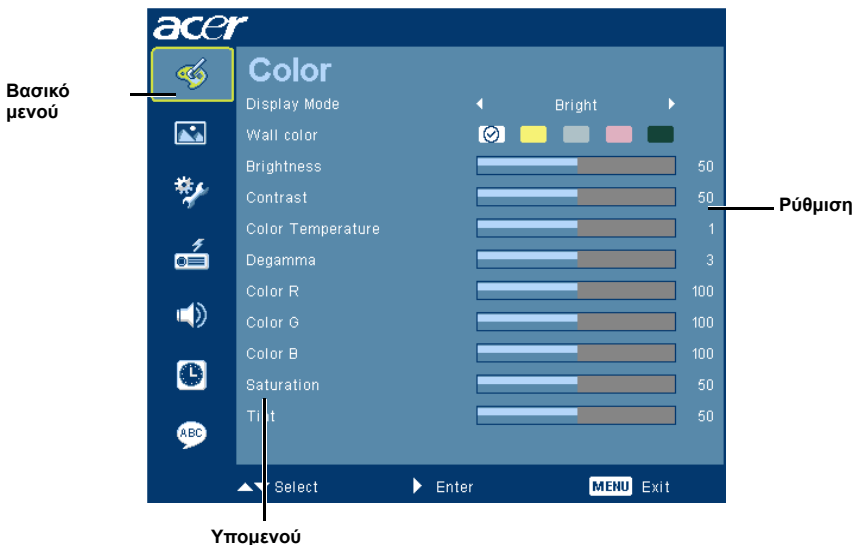 acer
Color
Βασικό
μενού
Display Mode Bright
Wall color
Brightness 50
Contrast 50
Ρύθμιση
Color Temperature 1
Degamma 3
Color R 100
Color G 100
Color B 100
Saturation 50
Tint 50
ABC
Select Enter MENU Exit
Υπομενού